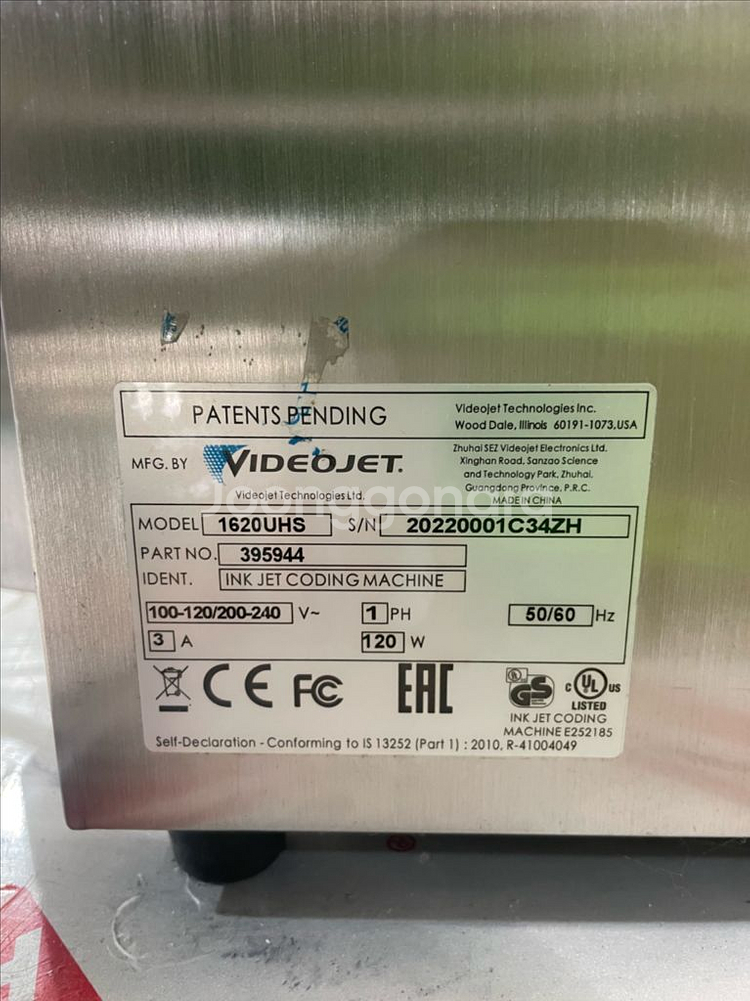 PATENTS PENDING
Videojet Technologies Inc.
Wood Dale, Illinois 60191-1073,USA
MFG. BY VIDEOJET.
Videojet Technologies Ltd.
Zhuhai SEZ Videojet Electronics Ltd.
Xinghan Road, Sanzao Science
and Technology Park, Zhuhai,
Guangdong Province, P.R.C.
MADE IN CHINA
Joonggonara
MODEL 1620UHS S/N 20220001C34ZH
PART NO. 395944
IDENT. INK JET CODING MACHINE
100-120/200-240 V~ 1 PH 50/60 Hz
3 A 120 W
CE FC EAC UL GS C UL US
LISTED
INK JET CODING
MACHINE E252185
Self-Declaration - Conforming to IS 13252 (Part 1) : 2010, R-41004049